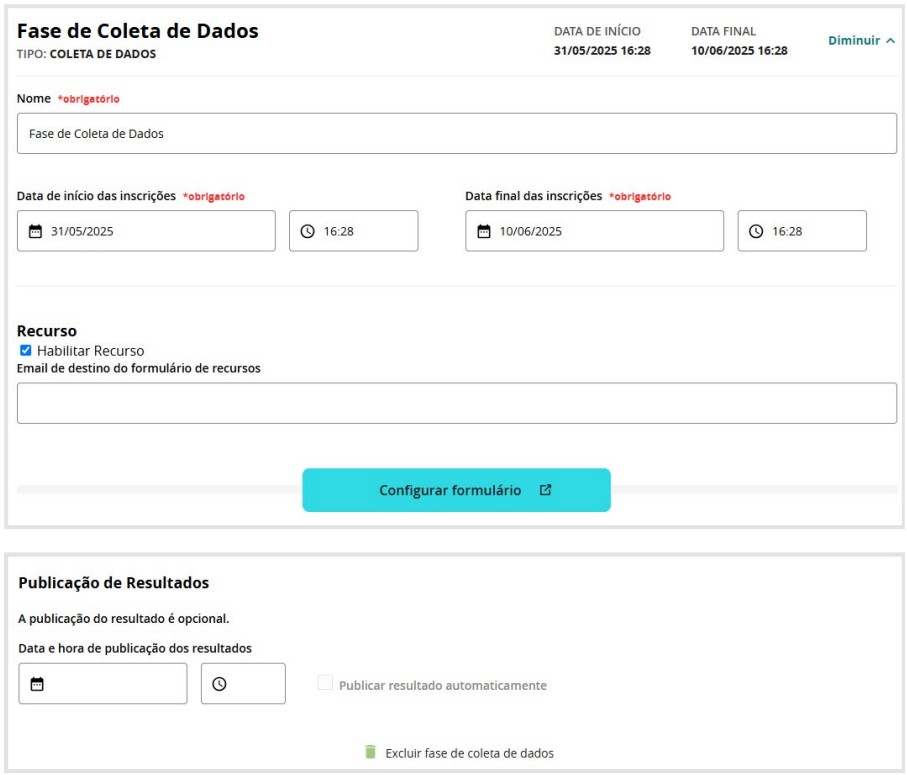 Fase de Coleta de Dados
TIPO: COLETA DE DADOS
DATA DE INÍCIO
31/05/2025 16:28
DATA FINAL
10/06/2025 16:28
Diminuir
Nome *obrigatório
Fase de Coleta de Dados
Data de início das inscrições *obrigatório
31/05/2025
16:28
Data final das inscrições *obrigatório
10/06/2025
16:28
Recurso
Habilitar Recurso
Email de destino do formulário de recursos
Configurar formulário
Publicação de Resultados
A publicação do resultado é opcional.
Data e hora de publicação dos resultados
Publicar resultado automaticamente
Excluir fase de coleta de dados